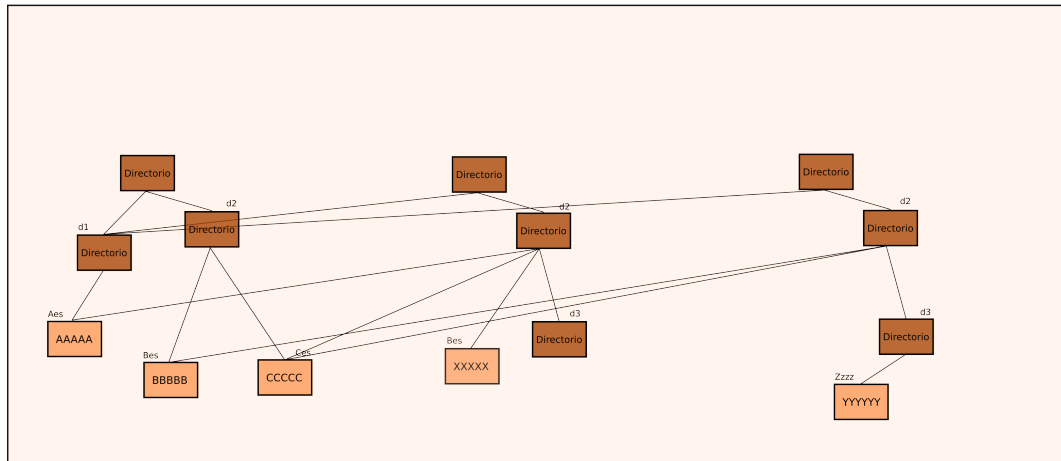 Directorio
Directorio
Directorio
d2
d2
d2
d1
Directorio
Directorio
Directorio
Directorio
Aes
d3
d3
AAAAA
Bes
Ces
Bes
Directorio
Directorio
BBBBB
CCCCC
XXXXX
Zzzz
YYYYYY